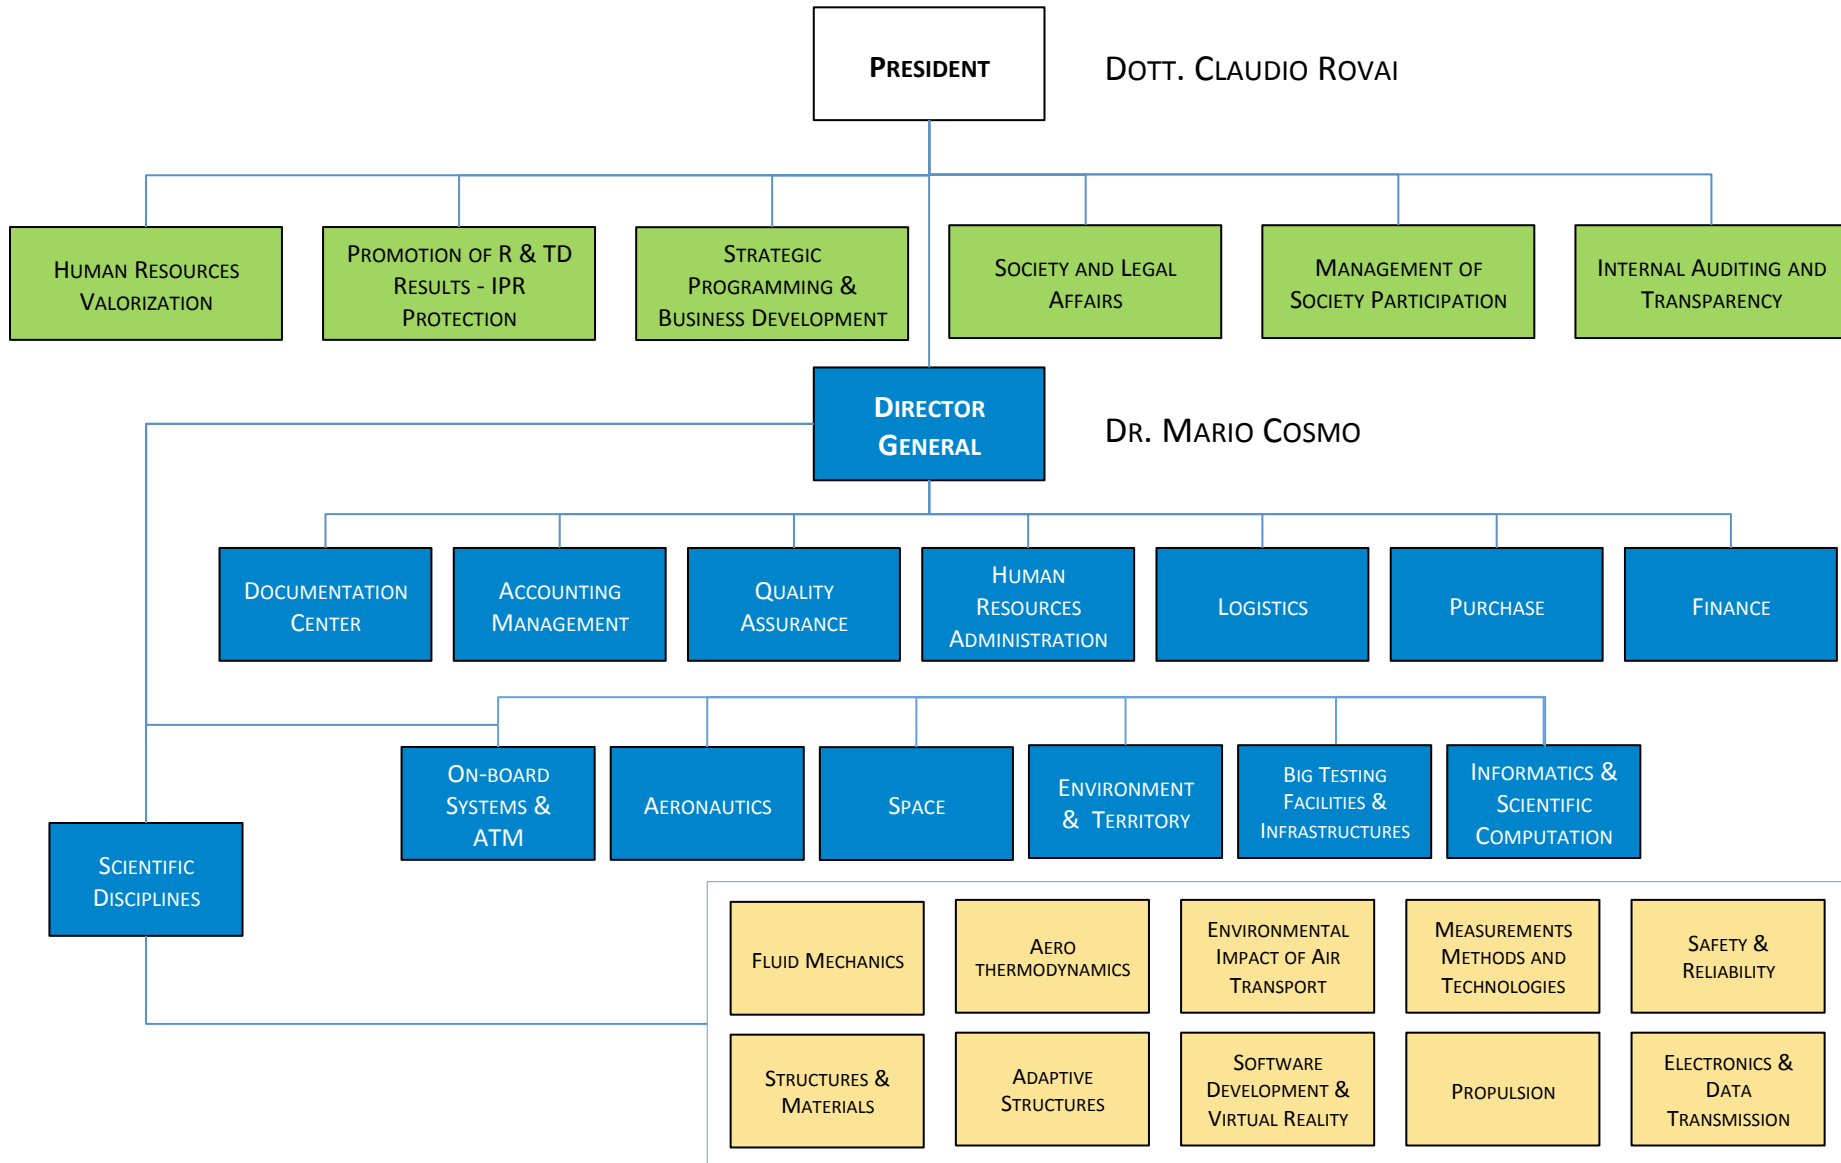 PRESIDENT
DOTT. CLAUDIO ROVAI
HUMAN RESOURCES
VALORIZATION
PROMOTION OF R & TD
RESULTS - IPR
PROTECTION
STRATEGIC
PROGRAMMING &
BUSINESS DEVELOPMENT
SOCIETY AND LEGAL
AFFAIRS
MANAGEMENT OF
SOCIETY PARTICIPATION
INTERNAL AUDITING AND
TRANSPARENCY
DIRECTOR
GENERAL
DR. MARIO COSMO
DOCUMENTATION
CENTER
ACCOUNTING
MANAGEMENT
QUALITY
ASSURANCE
HUMAN
RESOURCES
ADMINISTRATION
LOGISTICS
PURCHASE
FINANCE
ON-BOARD
SYSTEMS &
ATM
AERONAUTICS
SPACE
ENVIRONMENT
& TERRITORY
BIG TESTING
FACILITIES &
INFRASTRUCTURES
INFORMATICS &
SCIENTIFIC
COMPUTATION
SCIENTIFIC
DISCIPLINES
FLUID MECHANICS
AERO
THERMODYNAMICS
ENVIRONMENTAL
IMPACT OF AIR
TRANSPORT
MEASUREMENTS
METHODS AND
TECHNOLOGIES
SAFETY &
RELIABILITY
STRUCTURES &
MATERIALS
ADAPTIVE
STRUCTURES
SOFTWARE
DEVELOPMENT &
VIRTUAL REALITY
PROPULSION
ELECTRONICS &
DATA
TRANSMISSION